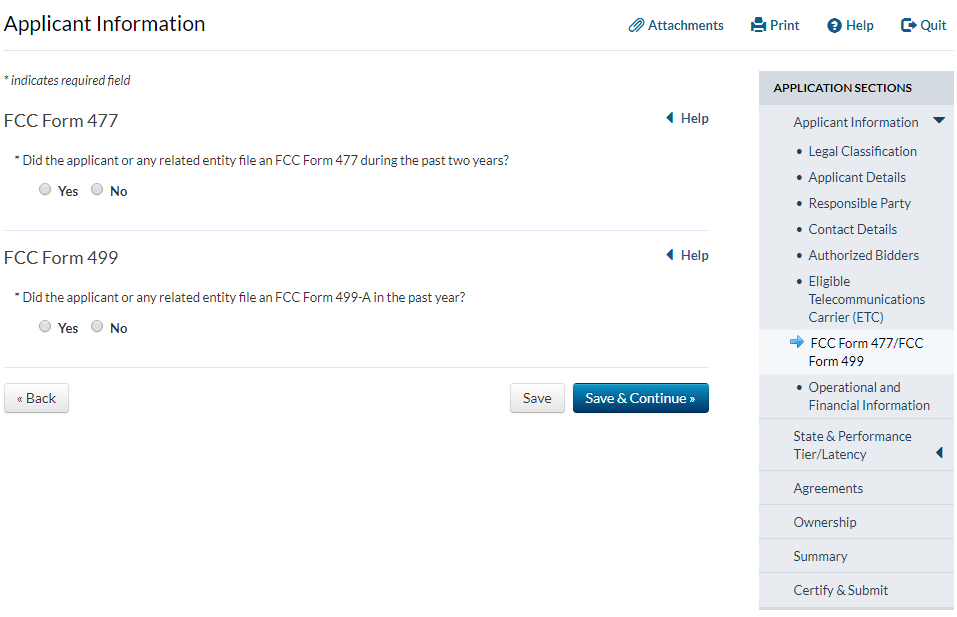 Applicant Information
Attachments Print Help Quit
* indicates required field
FCC Form 477
Help
* Did the applicant or any related entity file an FCC Form 477 during the past two years?
Yes No
FCC Form 499
Help
* Did the applicant or any related entity file an FCC Form 499-A in the past year?
Yes No
« Back
Save
Save & Continue »
APPLICATION SECTIONS
Applicant Information
• Legal Classification
• Applicant Details
• Responsible Party
• Contact Details
• Authorized Bidders
• Eligible
Telecommunications
Carrier (ETC)
FCC Form 477/FCC
Form 499
• Operational and
Financial Information
State & Performance
Tier/Latency
Agreements
Ownership
Summary
Certify & Submit